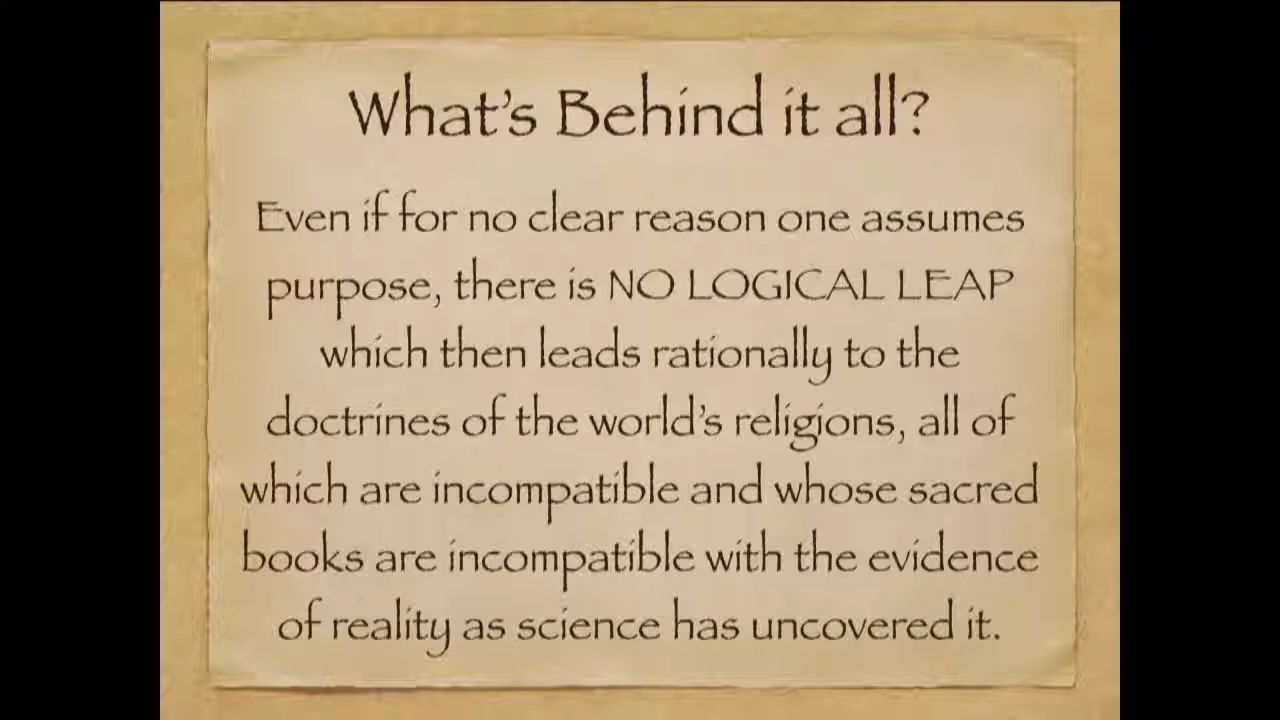 What's Behind it all?
Even if for no clear reason one assumes
purpose, there is NO LOGICAL LEAP
which then leads rationally to the
doctrines of the world's religions, all of
which are incompatible and whose sacred
books are incompatible with the evidence
of reality as science has uncovered it.